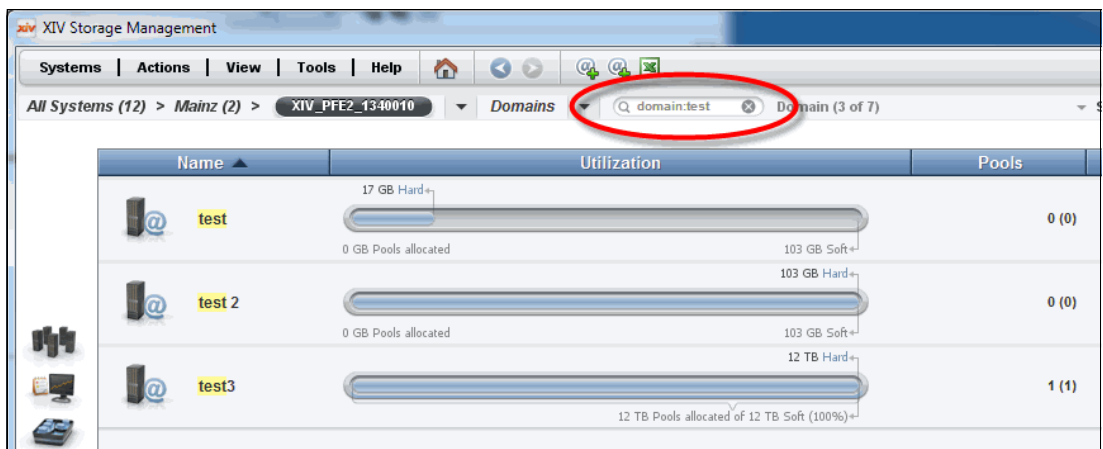 xiv XIV Storage Management
Systems | Actions | View | Tools | Help
All Systems (12) > Mainz (2) > XIV_PFE2_1340010 Domains domain:test Domain (3 of 7) S
Name Utilization Pools
17 GB Hard
test 0 (0)
0 GB Pools allocated 103 GB Soft
103 GB Hard
test 2 0 (0)
0 GB Pools allocated 103 GB Soft
12 TB Hard
test3 1 (1)
12 TB Pools allocated of 12 TB Soft (100%)